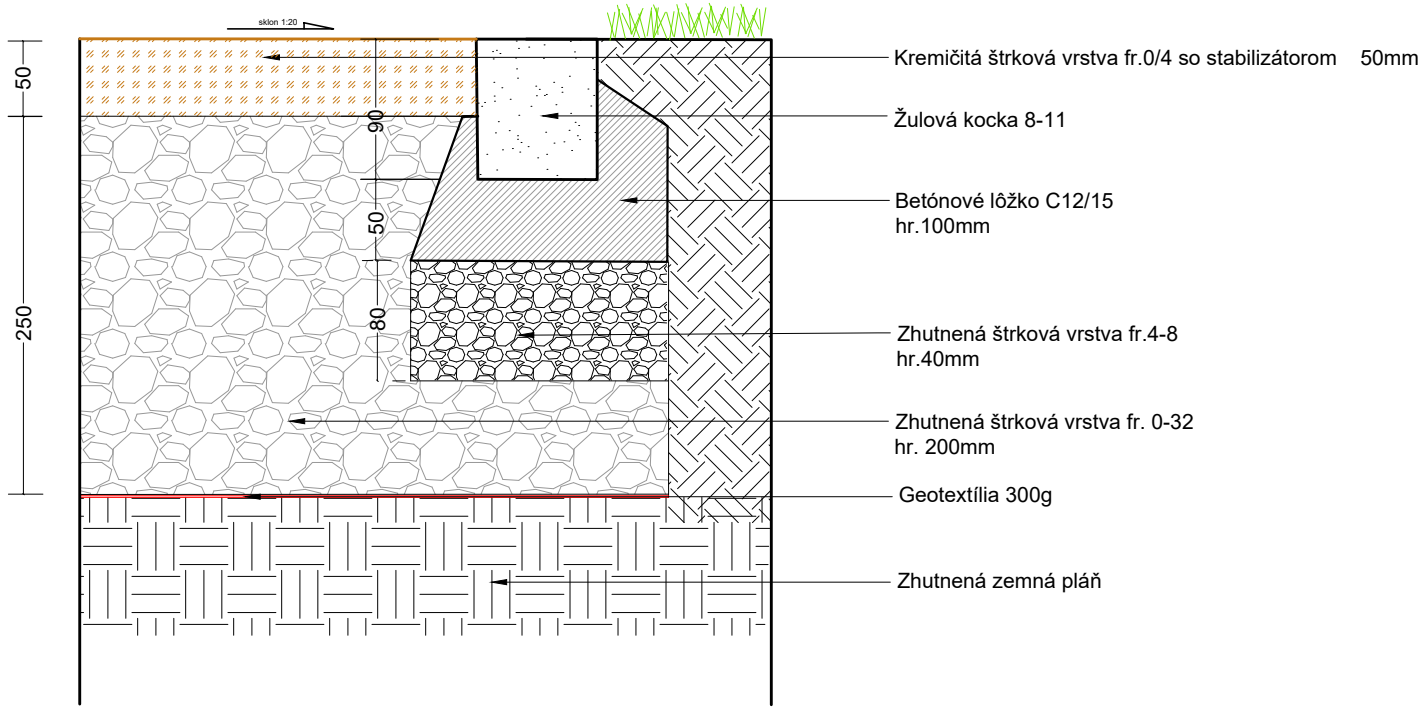 sklon 1:20
50
250
90
50
80
Kremičitá štrková vrstva fr.0/4 so stabilizátorom 50mm
Žulová kocka 8-11
Betónové lôžko C12/15
hr.100mm
Zhutnená štrková vrstva fr.4-8
hr.40mm
Zhutnená štrková vrstva fr. 0-32
hr. 200mm
Geotextília 300g
Zhutnená zemná pláň